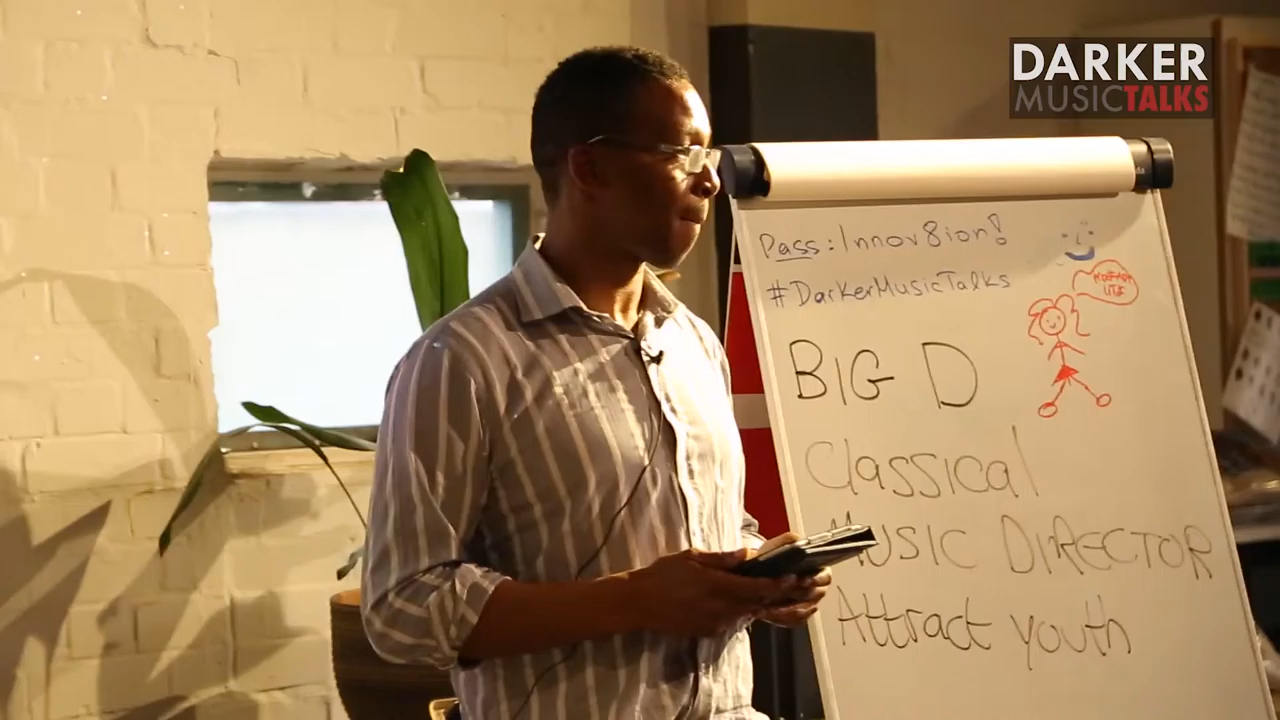 DARKER
MUSICTALKS
Pass: Innov8ion!
#DarkerMusicTalks
BIG D
Classical
MUSIC DIRECTOR
Attract youth